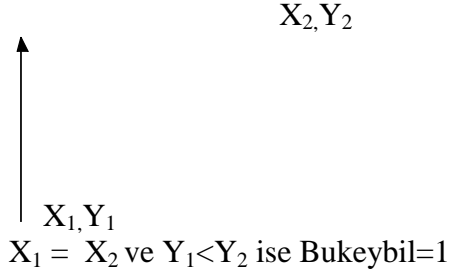 X₂,Y₂
X₁,Y₁
X₁ = X₂ ve Y₁<Y₂ ise Bukeybil=1